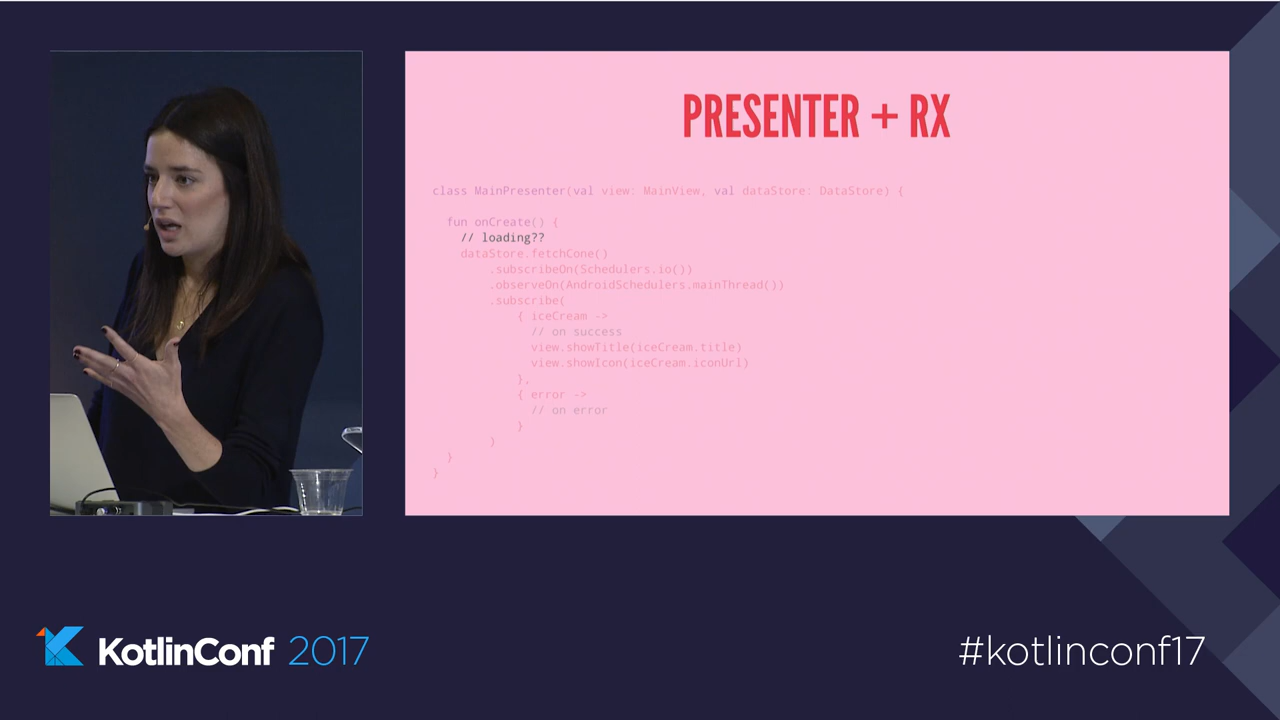 PRESENTER + RX
class MainPresenter(val view: MainView, val dataStore: DataStore) {
fun onCreate() {
// loading??
dataStore.fetchCone()
.subscribeOn(Schedulers.io())
.observeOn(AndroidSchedulers.mainThread())
.subscribe(
{ iceCream ->
// on success
view.showTitle(iceCream.title)
view.showIcon(iceCream.iconUrl)
},
{ error ->
// on error
}
)
}
}
KotlinConf 2017
#kotlinconf17